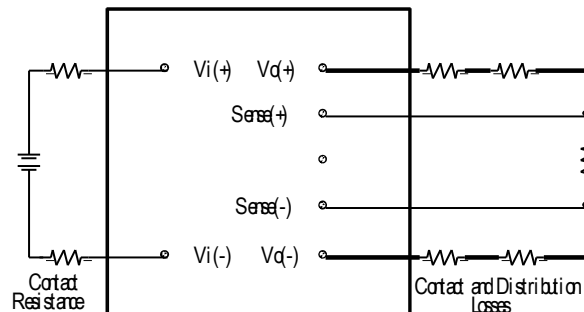 Vi(+) Vo(+)
Sense(+)
Sense(-)
Vi(-) Vo(-)
Contact
Resistance
Contact and Distribution
Losses